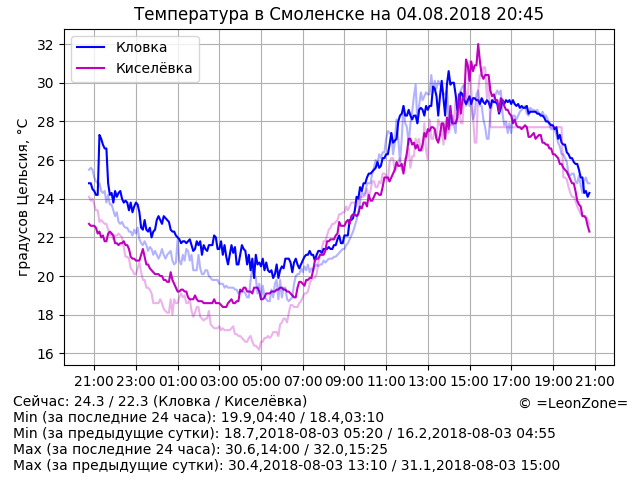 Температура в Смоленске на 04.08.2018 20:45
Кловка
Киселёвка
градусов Цельсия, °C
32
30
28
26
24
22
20
18
16
21:00 23:00 01:00 03:00 05:00 07:00 09:00 11:00 13:00 15:00 17:00 19:00 21:00
Сейчас: 24.3 / 22.3 (Кловка / Киселёвка)
© =LeonZone=
Min (за последние 24 часа): 19.9,04:40 / 18.4,03:10
Min (за предыдущие сутки): 18.7,2018-08-03 05:20 / 16.2,2018-08-03 04:55
Max (за последние 24 часа): 30.6,14:00 / 32.0,15:25
Max (за предыдущие сутки): 30.4,2018-08-03 13:10 / 31.1,2018-08-03 15:00